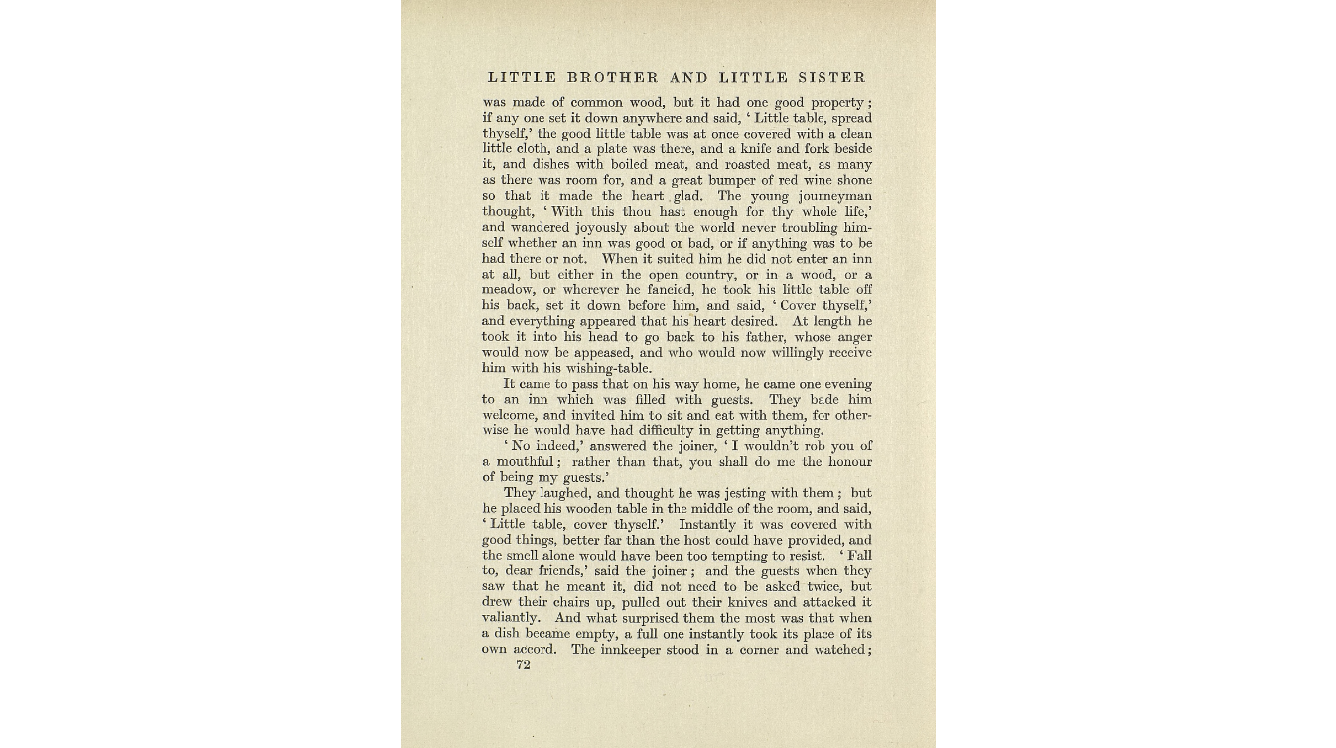 LITTLE BROTHER AND LITTLE SISTER
was made of common wood, but it had one good property;
if any one set it down anywhere and said, ' Little table, spread
thyself,' the good little table was at once covered with a clean
little cloth, and a plate was there, and a knife and fork beside
it, and dishes with boiled meat, and roasted meat, as many
as there was room for, and a great bumper of red wine shone
so that it made the heart glad. The young journeyman
thought, ' With this thou hast enough for thy whole life,'
and wandered joyously about the world never troubling him-
self whether an inn was good or bad, or if anything was to be
had there or not. When it suited him he did not enter an inn
at all, but either in the open country, or in a wood, or a
meadow, or wherever he fancied, he took his little table off
his back, set it down before him, and said, ' Cover thyself,'
and everything appeared that his heart desired. At length he
took it into his head to go back to his father, whose anger
would now be appeased, and who would now willingly receive
him with his wishing-table.
It came to pass that on his way home, he came one evening
to an inn which was filled with guests. They bade him
welcome, and invited him to sit and eat with them, for other-
wise he would have had difficulty in getting anything.
' No indeed,' answered the joiner, ' I wouldn't rob you of
a mouthful; rather than that, you shall do me the honour
of being my guests.'
They laughed, and thought he was jesting with them; but
he placed his wooden table in the middle of the room, and said,
' Little table, cover thyself.' Instantly it was covered with
good things, better far than the host could have provided, and
the smell alone would have been too tempting to resist. ' Fall
to, dear friends,' said the joiner; and the guests when they
saw that he meant it, did not need to be asked twice, but
drew their chairs up, pulled out their knives and attacked it
valiantly. And what surprised them the most was that when
a dish became empty, a full one instantly took its place of its
own accord. The innkeeper stood in a corner and watched;
72